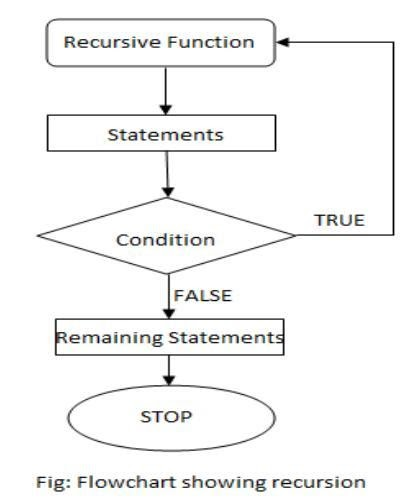 Recursive Function
Statements
Condition
TRUE
FALSE
Remaining Statements
STOP
Fig: Flowchart showing recursion